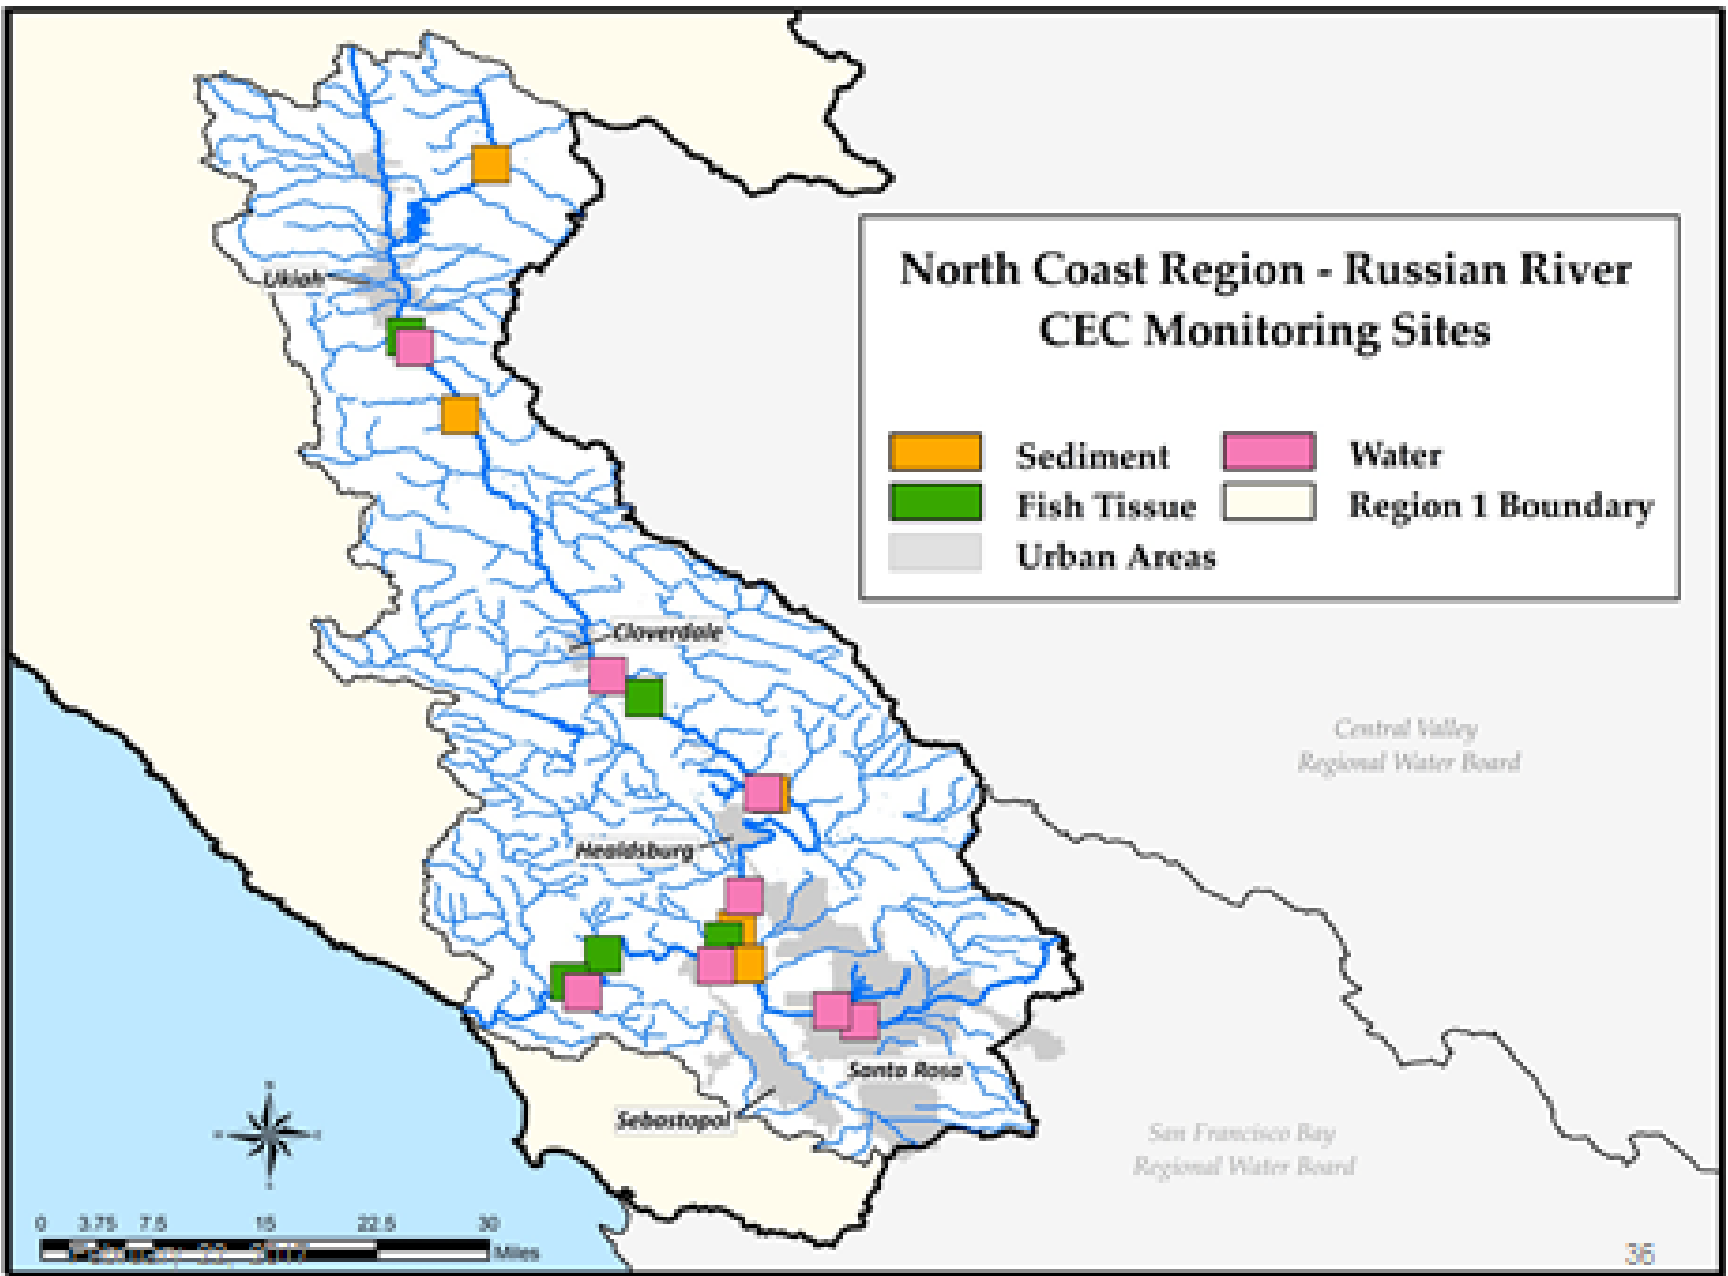 North Coast Region - Russian River
CEC Monitoring Sites
Sediment
Water
Fish Tissue
Region 1 Boundary
Urban Areas
Ukiah
Cloverdale
Central Valley
Regional Water Board
Healdsburg
Santa Rosa
Sebastopol
San Francisco Bay
Regional Water Board
0 3.75 7.5 15 22.5 30
Miles
36